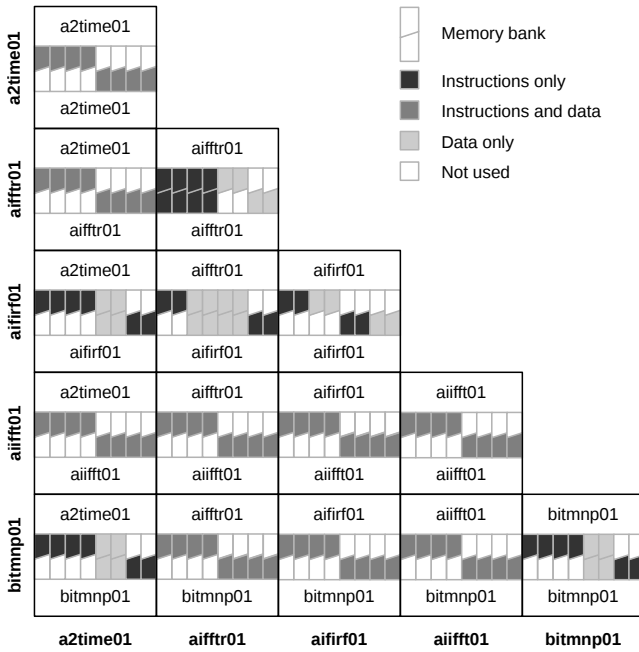 a2time01
a2time01
a2time01
Memory bank
Instructions only
Instructions and data
Data only
Not used
aifftr01
a2time01
aifftr01
aifftr01
aifftr01
aifirf01
a2time01
aifftr01
aifirf01
aifirf01
aifirf01
aifirf01
aiifft01
a2time01
aifftr01
aifirf01
aiifft01
aiifft01
aiifft01
aiifft01
aiifft01
bitmnp01
a2time01
aifftr01
aifirf01
aiifft01
bitmnp01
bitmnp01
bitmnp01
bitmnp01
bitmnp01
bitmnp01
a2time01
aifftr01
aifirf01
aiifft01
bitmnp01